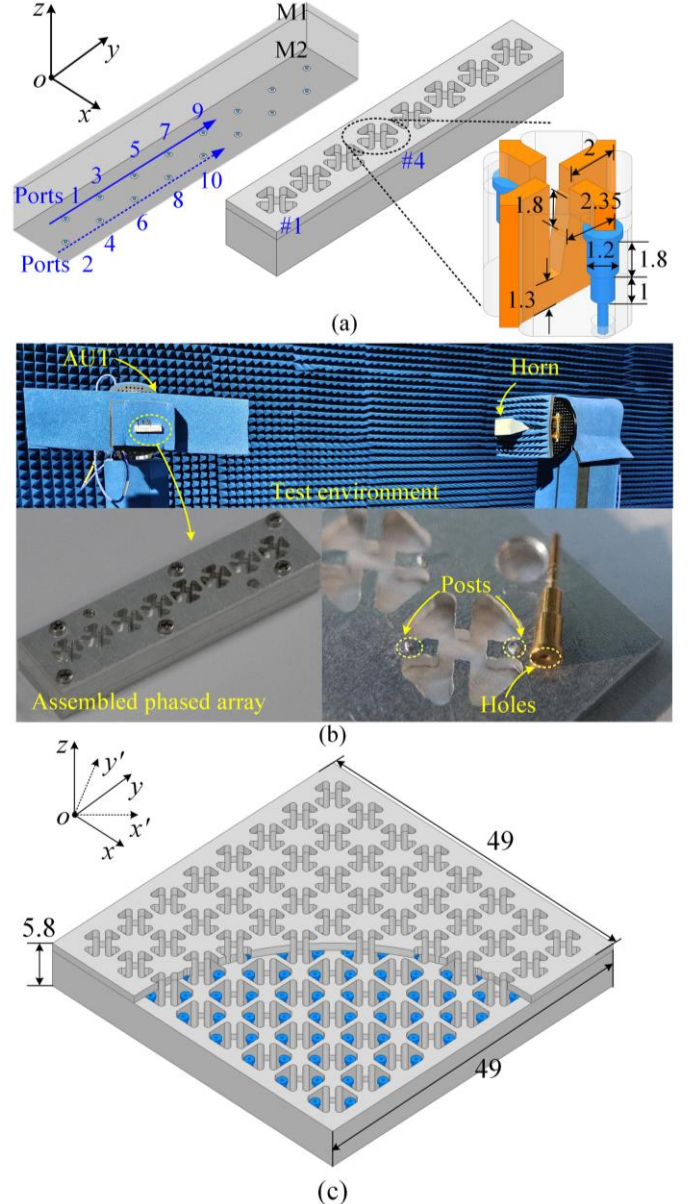 z
y
o
x
M1
M2
9
7
5
3
Ports 1
10
8
6
4
Ports 2
#1
#4
2
1.8
2.35
1.2
1.8
1.3
1
(a)
AUT
Horn
Test environment
Posts
Assembled phased array
Holes
(b)
z
y′
y
o
x′
x
49
5.8
49
(c)